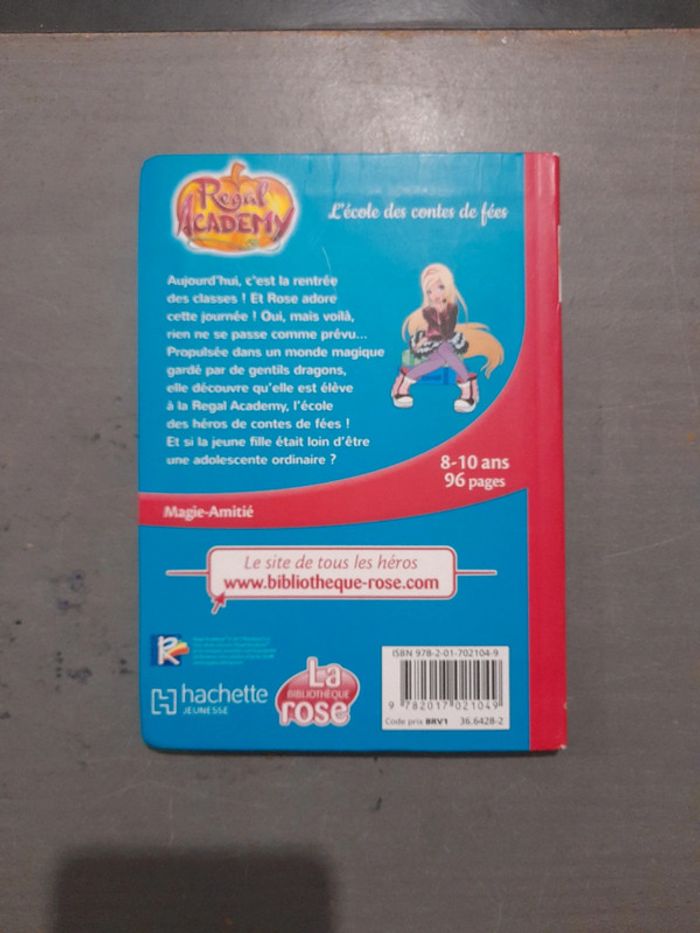 Regal
ACADEMY
L'école des contes de fées
Aujourd'hui, c'est la rentrée
des classes ! Et Rose adore
cette journée ! Oui, mais voilà,
rien ne se passe comme prévu...
Propulsée dans un monde magique
gardé par de gentils dragons,
elle découvre qu'elle est élève
à la Regal Academy, l'école
des héros de contes de fées !
Et si la jeune fille était loin d'être
une adolescente ordinaire ?
8-10 ans
96 pages
Magie-Amitié
Le site de tous les héros
www.bibliotheque-rose.com
hachette
JEUNESSE
La
BIBLIOTHÈQUE
rose
ISBN 978-2-01-702104-9
9 782017 021049
Code prix BRV1 36.6428-2